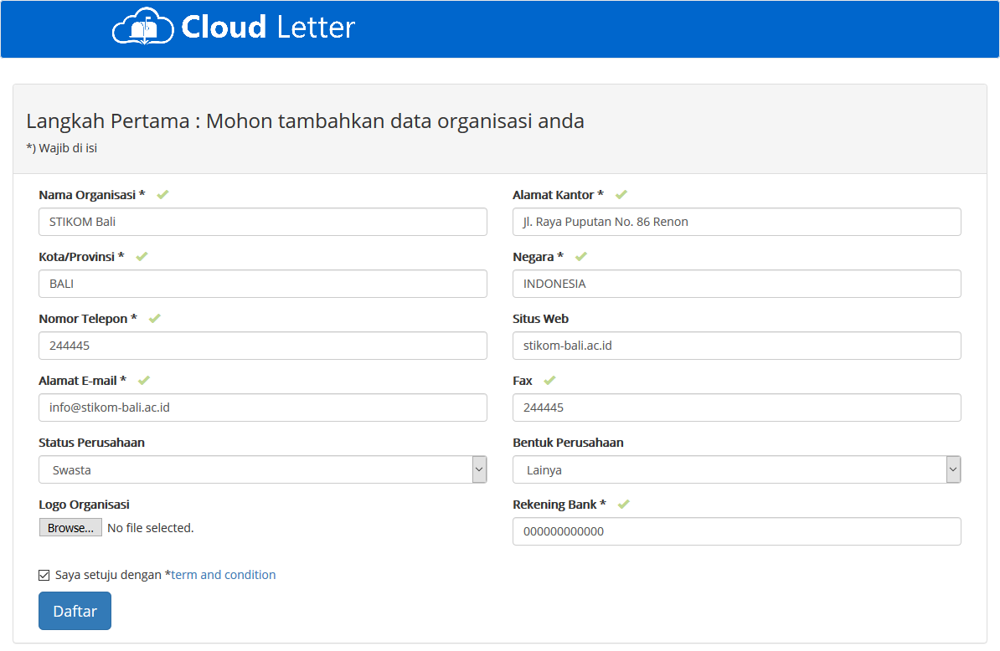 Cloud Letter
Langkah Pertama : Mohon tambahkan data organisasi anda
*) Wajib di isi
Nama Organisasi *
STIKOM Bali
Alamat Kantor *
Jl. Raya Puputan No. 86 Renon
Kota/Provinsi *
BALI
Negara *
INDONESIA
Nomor Telepon *
244445
Situs Web
stikom-bali.ac.id
Alamat E-mail *
info@stikom-bali.ac.id
Fax
244445
Status Perusahaan
Swasta
Bentuk Perusahaan
Lainya
Logo Organisasi
Browse... No file selected.
Rekening Bank *
000000000000
Saya setuju dengan *term and condition
Daftar